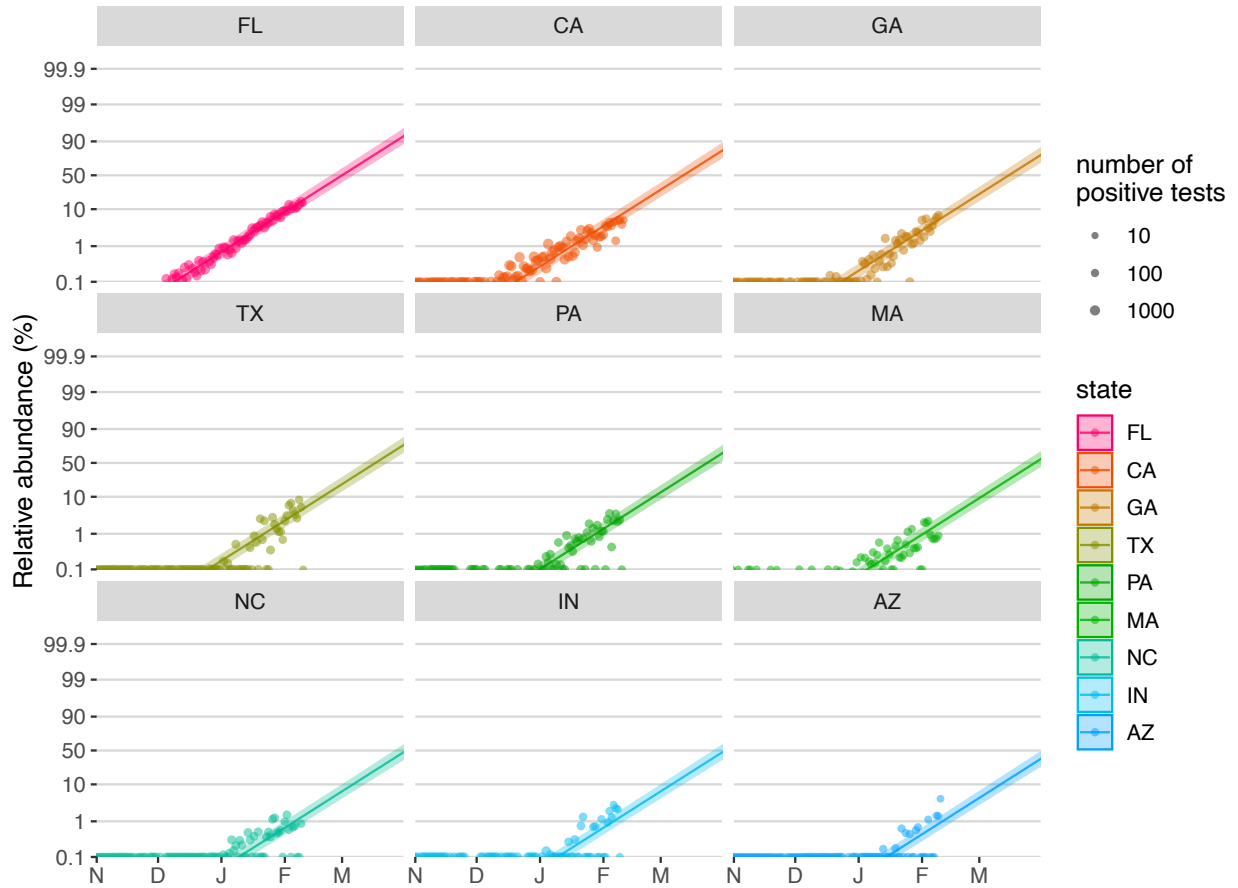 FL
CA
GA
99.9
99
90
50
10
1
0.1
TX
PA
MA
99.9
99
90
50
10
1
0.1
NC
IN
AZ
99.9
99
90
50
10
1
0.1
N
D
J
F
M
N
D
J
F
M
N
D
J
F
M
Relative abundance (%)
number of
positive tests
10
100
1000
state
FL
CA
GA
TX
PA
MA
NC
IN
AZ